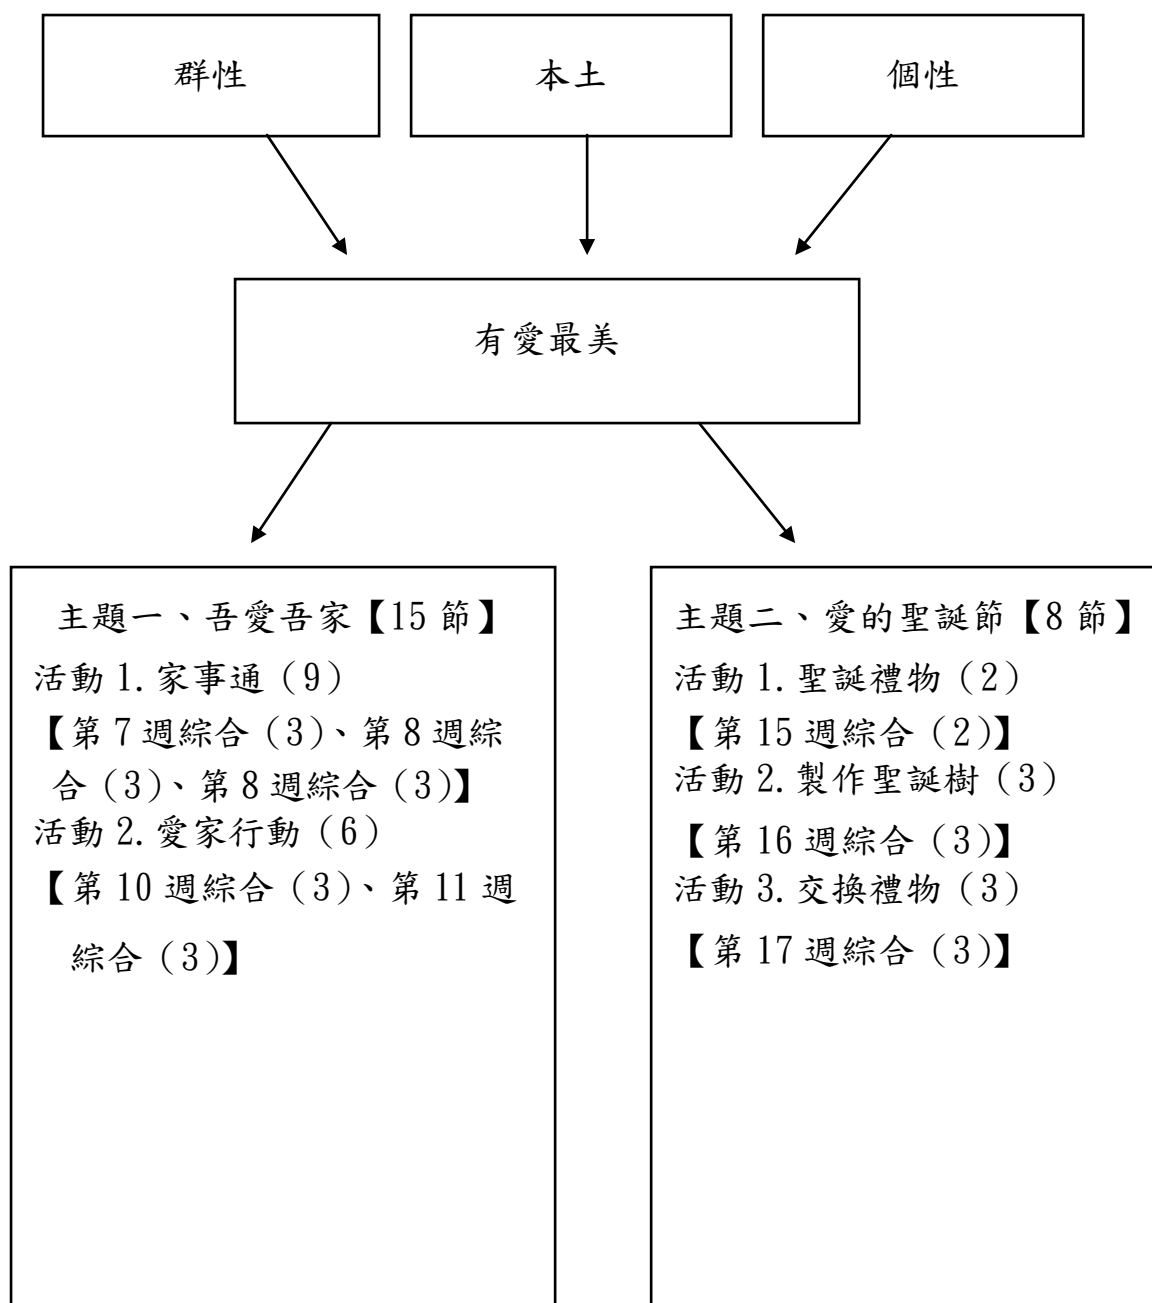 群性
本土
個性
有愛最美
主題一、吾愛吾家【15 節】
活動 1. 家事通（9）
【第 7 週綜合（3）、第 8 週綜
合（3）、第 8 週綜合（3）】
活動 2. 愛家行動（6）
【第 10 週綜合（3）、第 11 週
綜合（3）】
主題二、愛的聖誕節【8 節】
活動 1. 聖誕禮物（2）
【第 15 週綜合（2）】
活動 2. 製作聖誕樹（3）
【第 16 週綜合（3）】
活動 3. 交換禮物（3）
【第 17 週綜合（3）】